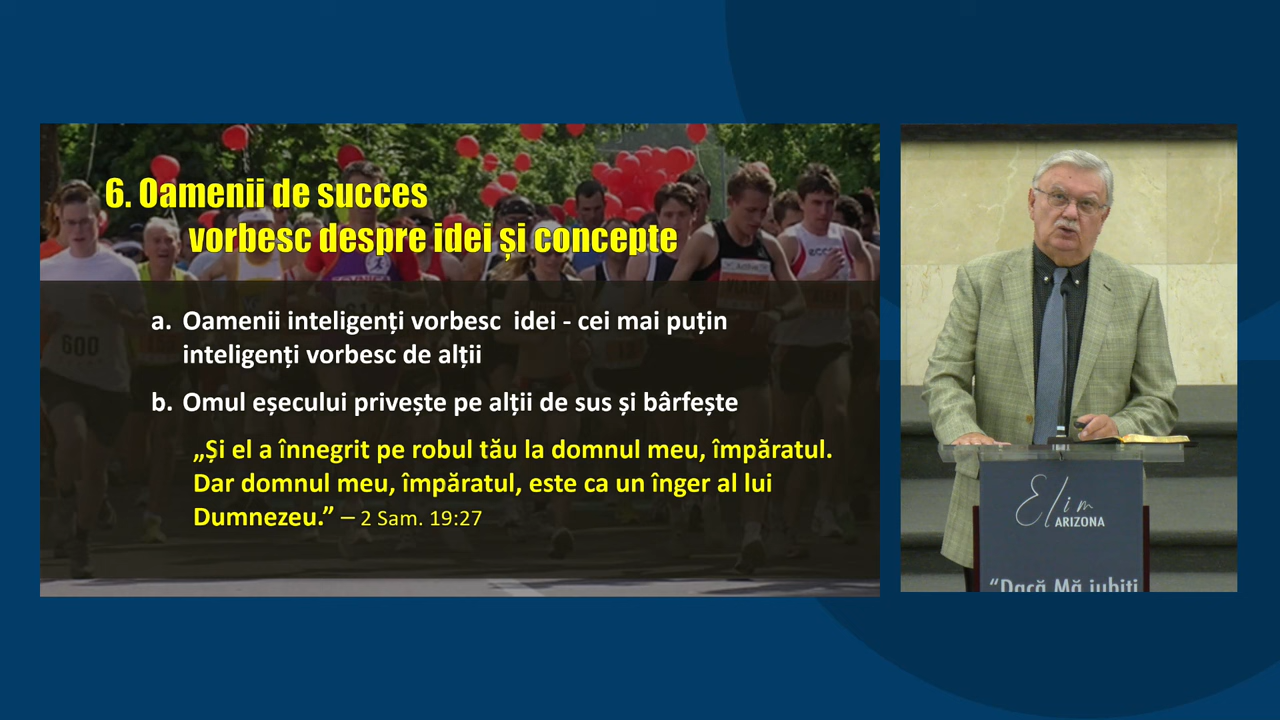 6. Oamenii de succes
vorbesc despre idei și concepte
a. Oamenii inteligenți vorbesc idei - cei mai puțin
inteligenți vorbesc de alții
b. Omul eșecului privește pe alții de sus și bârfește
„Și el a înnegrit pe robul tău la domnul meu, împăratul.
Dar domnul meu, împăratul, este ca un înger al lui
Dumnezeu.” – 2 Sam. 19:27
600
Elim
ARIZONA
“Dacă Mă iubiți